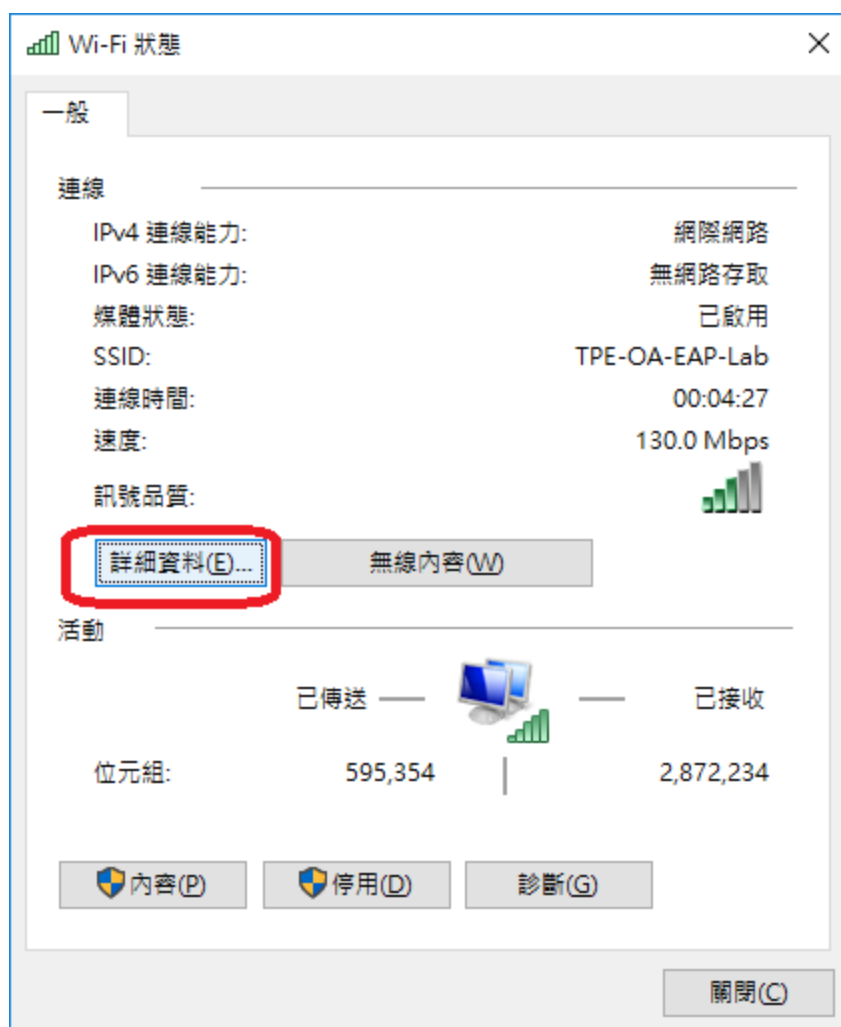 Wi-Fi 狀態
一般
連線
IPv4 連線能力: 網際網路
IPv6 連線能力: 無網路存取
媒體狀態: 已啟用
SSID: TPE-OA-EAP-Lab
連線時間: 00:04:27
速度: 130.0 Mbps
訊號品質:
詳細資料(E)... 無線內容(W)
活動
已傳送 已接收
位元組: 595,354 2,872,234
內容(P) 停用(D) 診斷(G)
關閉(C)